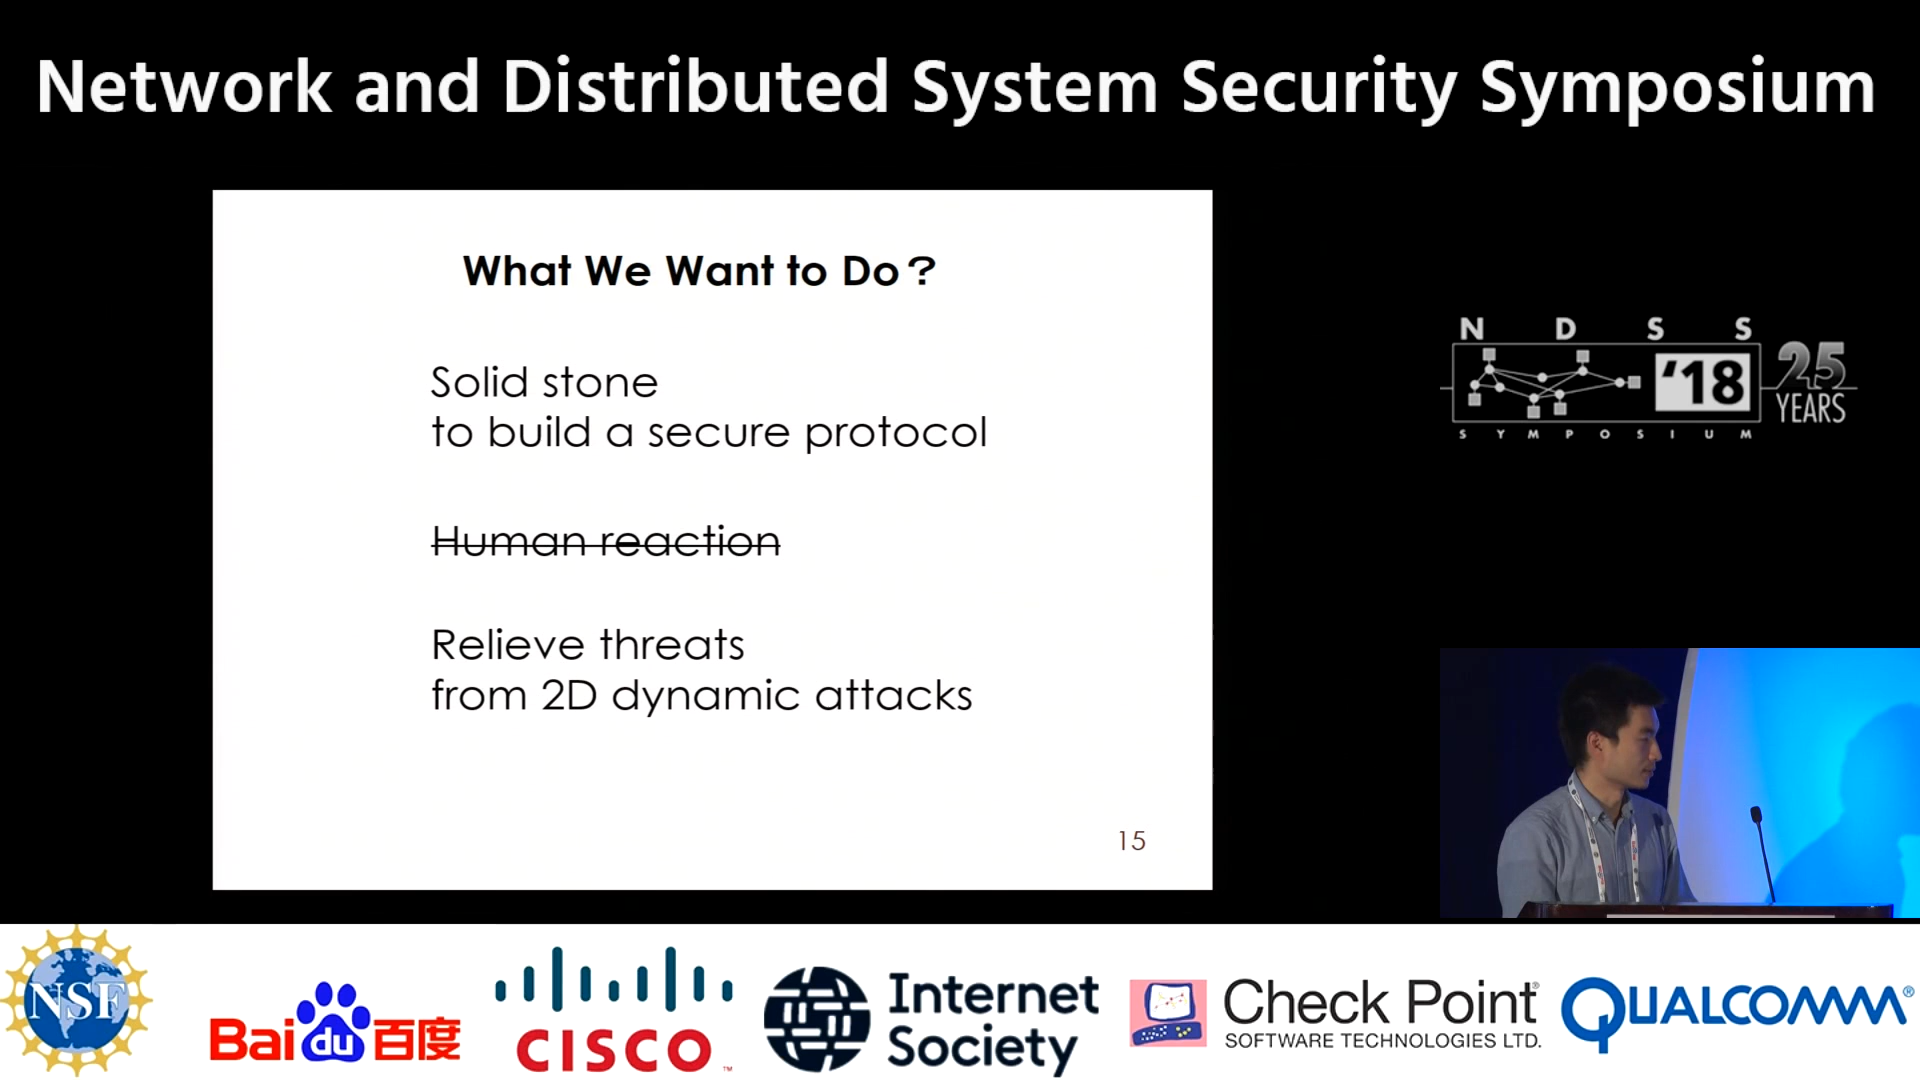 Network and Distributed System Security Symposium
What We Want to Do?
Solid stone
to build a secure protocol
Human reaction
Relieve threats
from 2D dynamic attacks
15
N D S S
'18
25
YEARS
S Y M P O S I U M
NSF
Bai du 百度
CISCO™
Internet
Society
Check Point®
SOFTWARE TECHNOLOGIES LTD.
QUALCOMM®